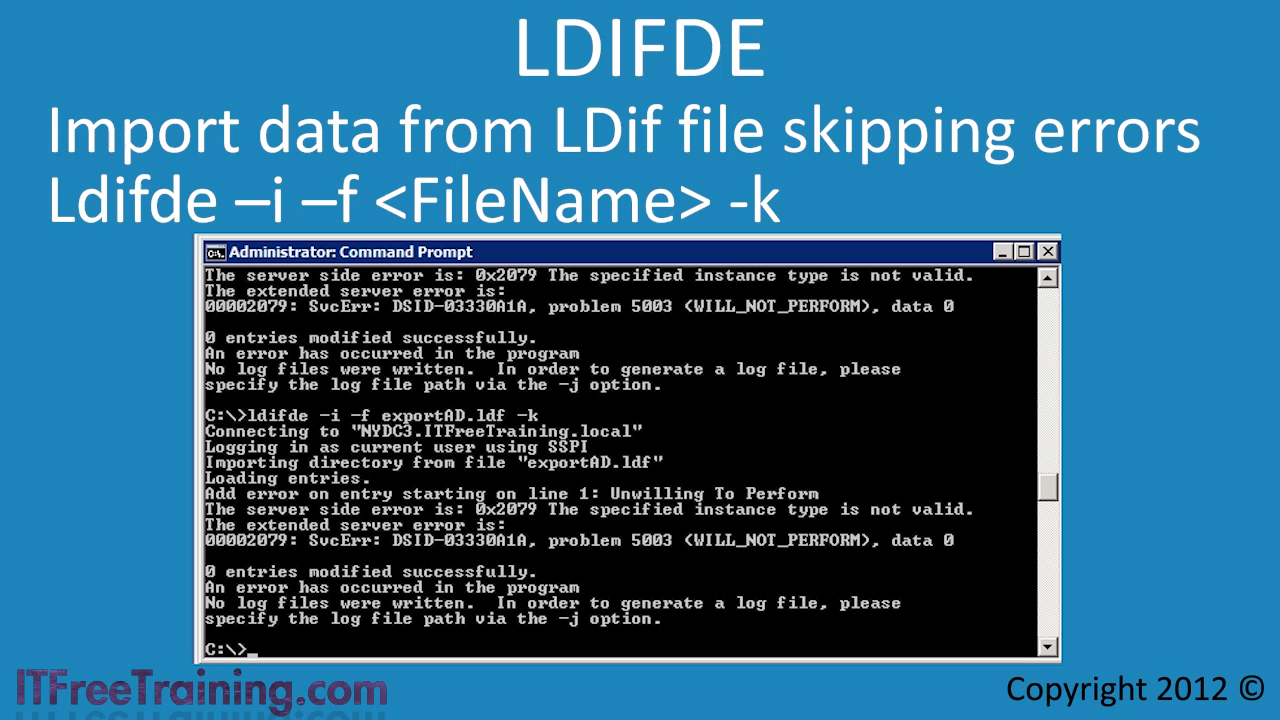 LDIFDE
Import data from LDif file skipping errors
Ldifde –i –f <FileName> -k
Administrator: Command Prompt
The server side error is: 0x2079 The specified instance type is not valid.
The extended server error is:
00002079: SvcErr: DSID-03330A1A, problem 5003 (WILL_NOT_PERFORM), data 0
0 entries modified successfully.
An error has occurred in the program
No log files were written.  In order to generate a log file, please
specify the log file path via the -j option.
C:\>ldifde -i -f exportAD.ldf -k
Connecting to "NYDC3.ITFreeTraining.local"
Logging in as current user using SSPI
Importing directory from file "exportAD.ldf"
Loading entries.
Add error on entry starting on line 1: Unwilling To Perform
The server side error is: 0x2079 The specified instance type is not valid.
The extended server error is:
00002079: SvcErr: DSID-03330A1A, problem 5003 (WILL_NOT_PERFORM), data 0
0 entries modified successfully.
An error has occurred in the program
No log files were written.  In order to generate a log file, please
specify the log file path via the -j option.
C:\>_
ITFreeTraining.com
Copyright 2012 ©